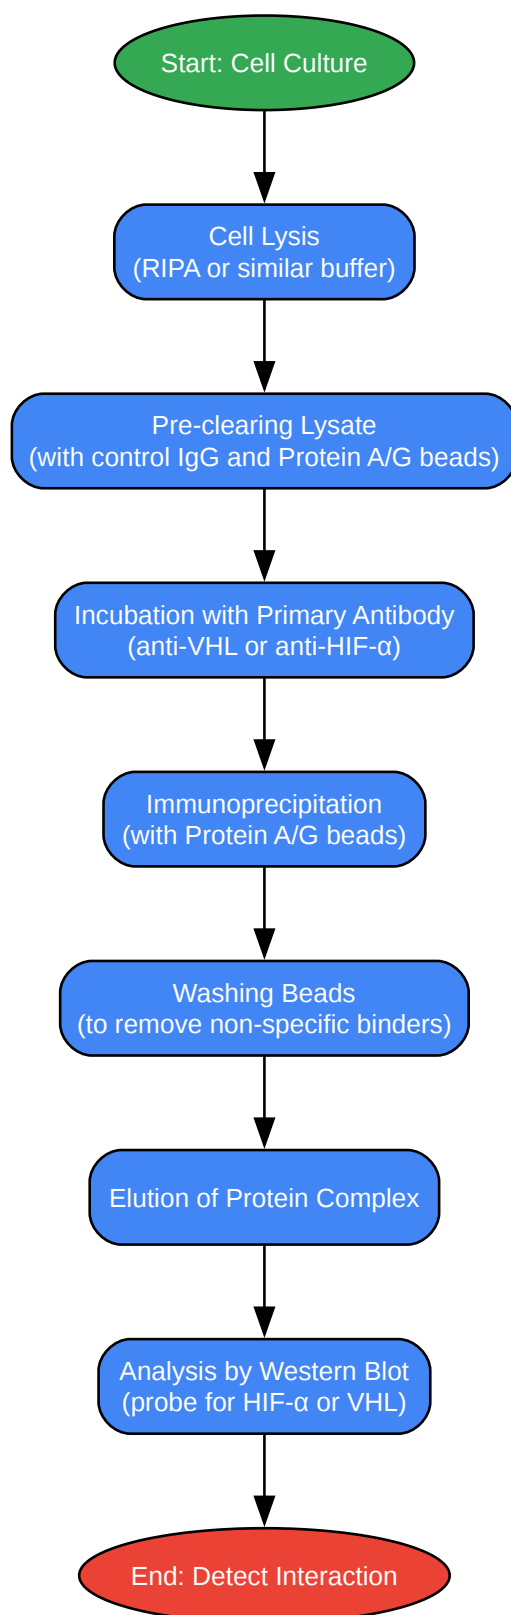 Start: Cell Culture
Cell Lysis
(RIPA or similar buffer)
Pre-clearing Lysate
(with control IgG and Protein A/G beads)
Incubation with Primary Antibody
(anti-VHL or anti-HIF-α)
Immunoprecipitation
(with Protein A/G beads)
Washing Beads
(to remove non-specific binders)
Elution of Protein Complex
Analysis by Western Blot
(probe for HIF-α or VHL)
End: Detect Interaction